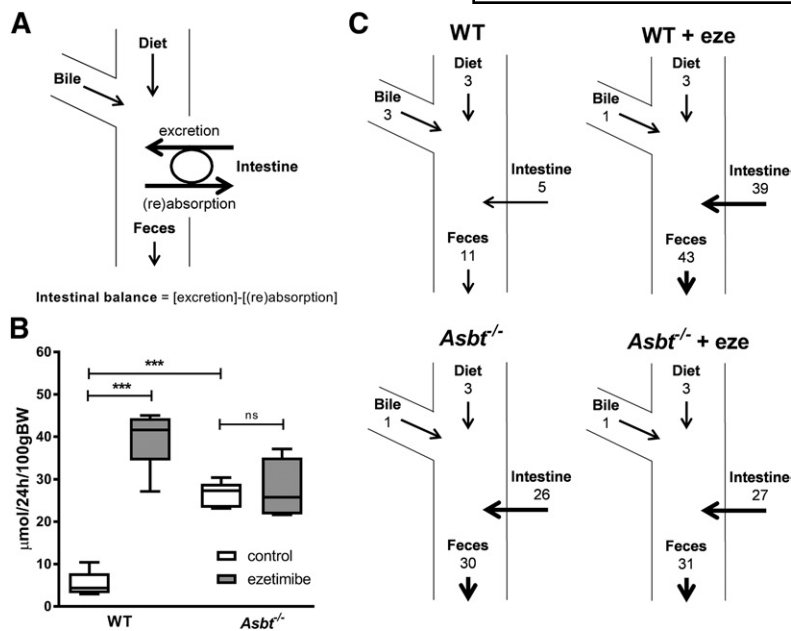 A
Diet
Bile
excretion
Intestine
(re)absorption
Feces
Intestinal balance = [excretion]-[(re)absorption]
B
μmol/24h/100gBW
60
50
40
30
20
10
0
***
***
ns
control
ezetimibe
WT
Asbt-/-
C
WT
Diet
3
Bile
3
Intestine
5
Feces
11
WT + eze
Diet
3
Bile
1
Intestine
39
Feces
43
Asbt-/-
Diet
3
Bile
1
Intestine
26
Feces
30
Asbt-/- + eze
Diet
3
Bile
1
Intestine
27
Feces
31